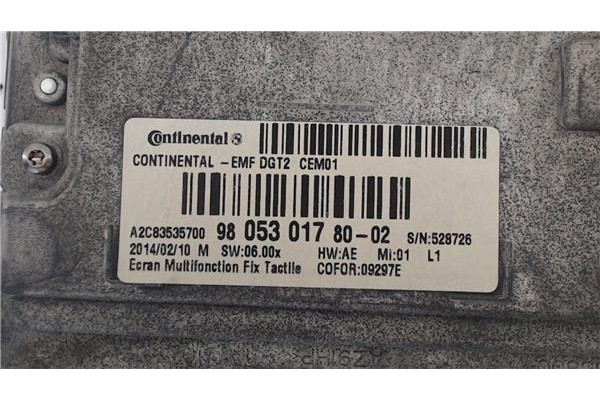 Continental
CONTINENTAL -EMF DGT2 CEM01
A2C83535700 98 053 017 80-02 S/N:529726
2014/02/10 M SW:06.00x HW:AE Mi:01 L1
Ecran Multifonction Fix Tactile COFOR:09297E